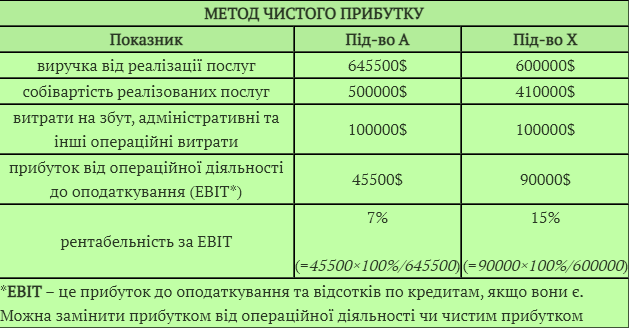 МЕТОД ЧИСТОГО ПРИБУТКУ
Показник Під-во А Під-во Х
виручка від реалізації послуг 645500$ 600000$
собівартість реалізованих послуг 500000$ 410000$
витрати на збут, адміністративні та
інші операційні витрати 100000$ 100000$
прибуток від операційної діяльності
до оподаткування (EBIT*) 45500$ 90000$
рентабельність за EBIT 7% 15%
(=45500×100%/645500) (=90000×100%/600000)
*EBIT – це прибуток до оподаткування та відсотків по кредитам, якщо вони є.
Можна замінити прибутком від операційної діяльності чи чистим прибутком